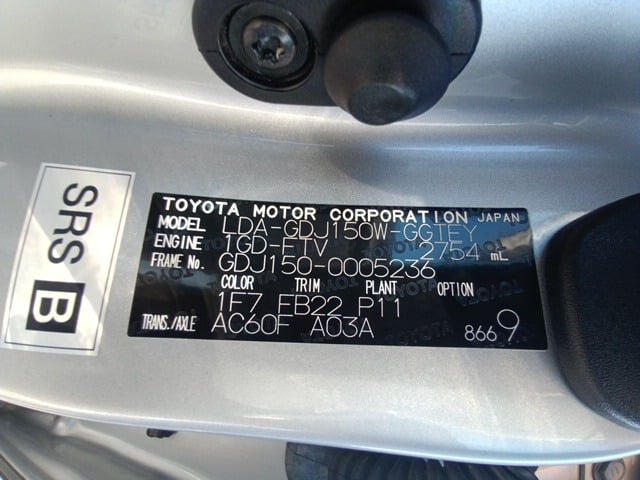 SRS B
TOYOTA MOTOR CORPORATION JAPAN
MODEL LDA-GDJ150W-GGTEY
ENGINE 1GD-FTV 2754 mL
FRAME No. GDJ150-0005236
COLOR TRIM PLANT OPTION
1F7 EB22 P11
TRANS./AXLE AC60F A03A
8669